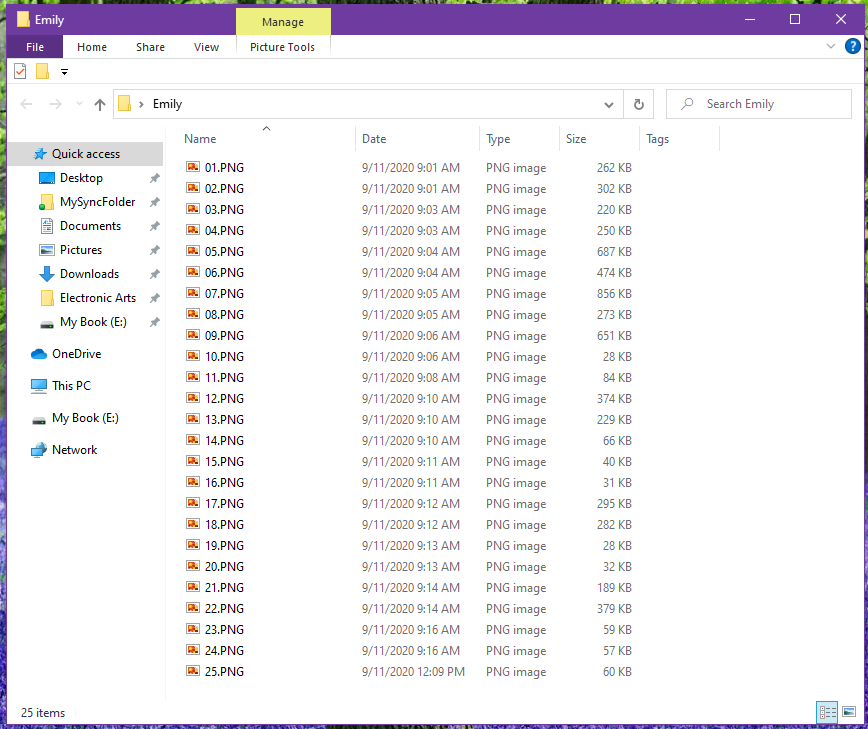 Emily
Manage
File Home Share View Picture Tools
?
Emily
Search Emily
Quick access
Desktop
MySyncFolder
Documents
Pictures
Downloads
Electronic Arts
My Book (E:)
OneDrive
This PC
My Book (E:)
Network
Name Date Type Size Tags
01.PNG 9/11/2020 9:01 AM PNG image 262 KB
02.PNG 9/11/2020 9:01 AM PNG image 302 KB
03.PNG 9/11/2020 9:03 AM PNG image 220 KB
04.PNG 9/11/2020 9:03 AM PNG image 250 KB
05.PNG 9/11/2020 9:04 AM PNG image 687 KB
06.PNG 9/11/2020 9:04 AM PNG image 474 KB
07.PNG 9/11/2020 9:05 AM PNG image 856 KB
08.PNG 9/11/2020 9:05 AM PNG image 273 KB
09.PNG 9/11/2020 9:06 AM PNG image 651 KB
10.PNG 9/11/2020 9:06 AM PNG image 28 KB
11.PNG 9/11/2020 9:08 AM PNG image 84 KB
12.PNG 9/11/2020 9:10 AM PNG image 374 KB
13.PNG 9/11/2020 9:10 AM PNG image 229 KB
14.PNG 9/11/2020 9:10 AM PNG image 66 KB
15.PNG 9/11/2020 9:11 AM PNG image 40 KB
16.PNG 9/11/2020 9:11 AM PNG image 31 KB
17.PNG 9/11/2020 9:12 AM PNG image 295 KB
18.PNG 9/11/2020 9:12 AM PNG image 282 KB
19.PNG 9/11/2020 9:13 AM PNG image 28 KB
20.PNG 9/11/2020 9:13 AM PNG image 32 KB
21.PNG 9/11/2020 9:14 AM PNG image 189 KB
22.PNG 9/11/2020 9:14 AM PNG image 379 KB
23.PNG 9/11/2020 9:16 AM PNG image 59 KB
24.PNG 9/11/2020 9:16 AM PNG image 57 KB
25.PNG 9/11/2020 12:09 PM PNG image 60 KB
25 items